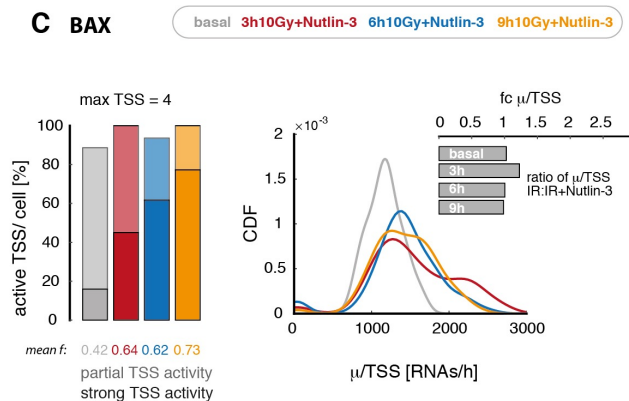 C BAX
basal 3h10Gy+Nutlin-3 6h10Gy+Nutlin-3 9h10Gy+Nutlin-3
max TSS = 4
active TSS/ cell [%]
100
80
60
40
20
0
mean f: 0.42 0.64 0.62 0.73
partial TSS activity
strong TSS activity
×10⁻³
CDF
2
1.5
1
0.5
0
0 1000 2000 3000
μ/TSS [RNAs/h]
fc μ/TSS
0 0.5 1 1.5 2 2.5
basal
3h
6h
9h
ratio of μ/TSS
IR:IR+Nutlin-3